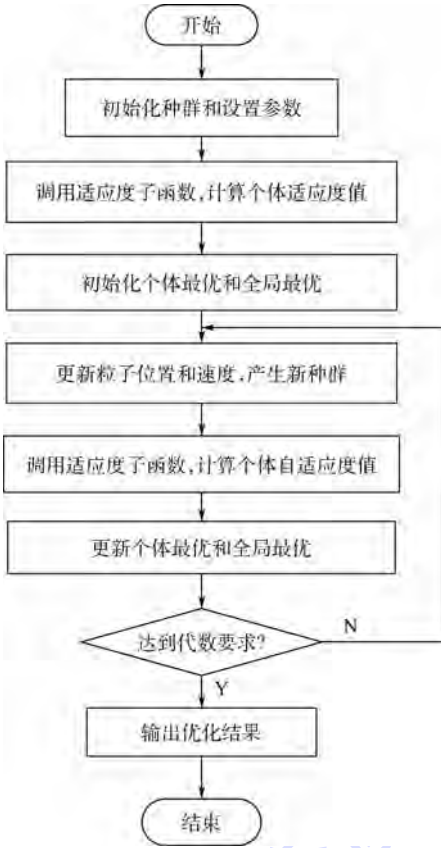 开始
初始化种群和设置参数
调用适应度子函数,计算个体适应度值
初始化个体最优和全局最优
更新粒子位置和速度,产生新种群
调用适应度子函数,计算个体自适应度值
更新个体最优和全局最优
达到代数要求?
N
Y
输出优化结果
结束